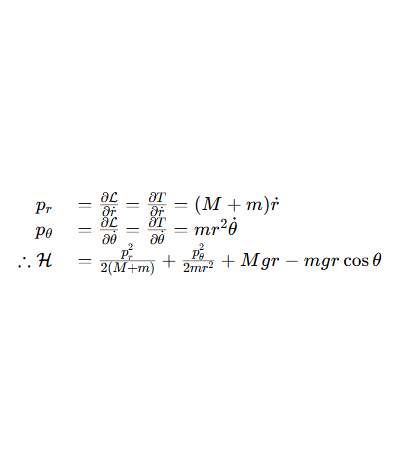 p_r = ∂ℒ/∂ṙ = ∂T/∂ṙ = (M + m)ṙ
p_θ = ∂ℒ/∂θ̇ = ∂T/∂θ̇ = mr²θ̇
∴ ℋ = p_r²/2(M+m) + p_θ²/2mr² + Mgr − mgr cos θ